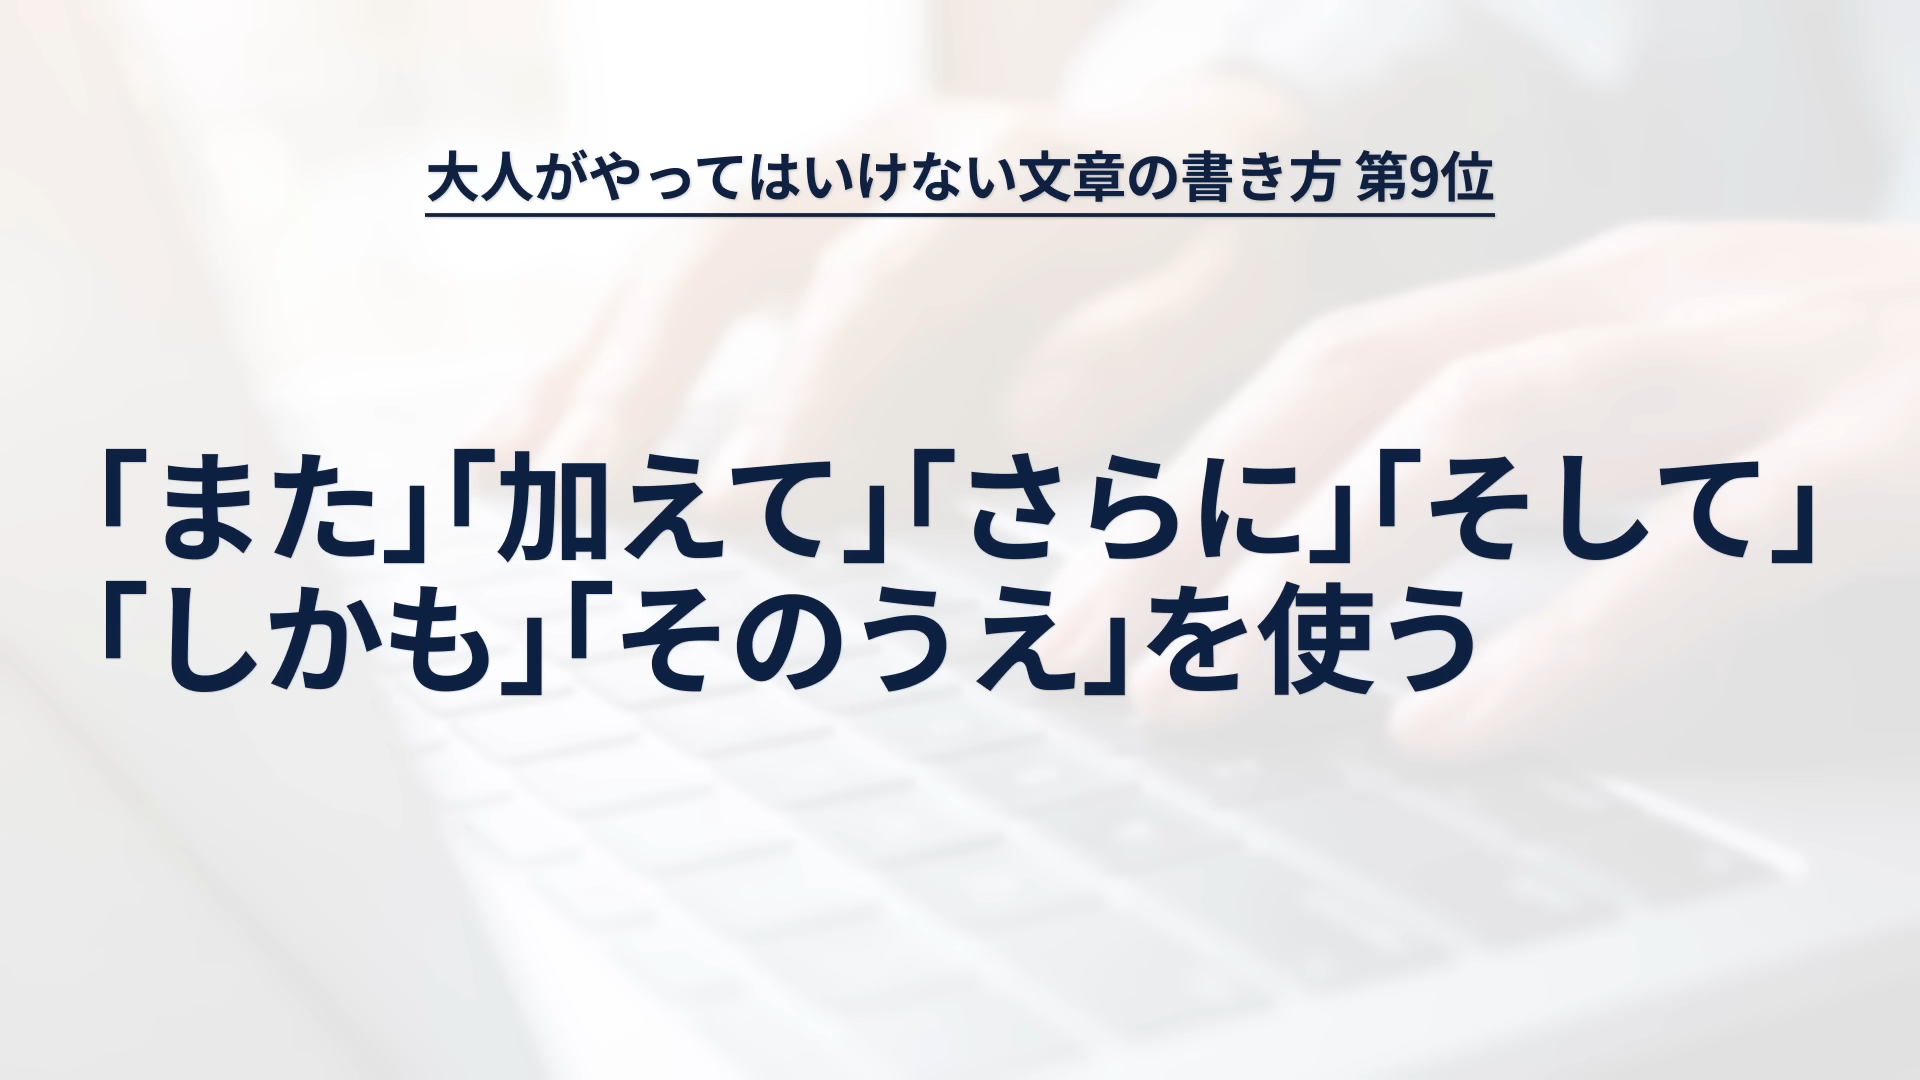 大人がやってはいけない文章の書き方 第9位
「また」「加えて」「さらに」「そして」
「しかも」「そのうえ」を使う